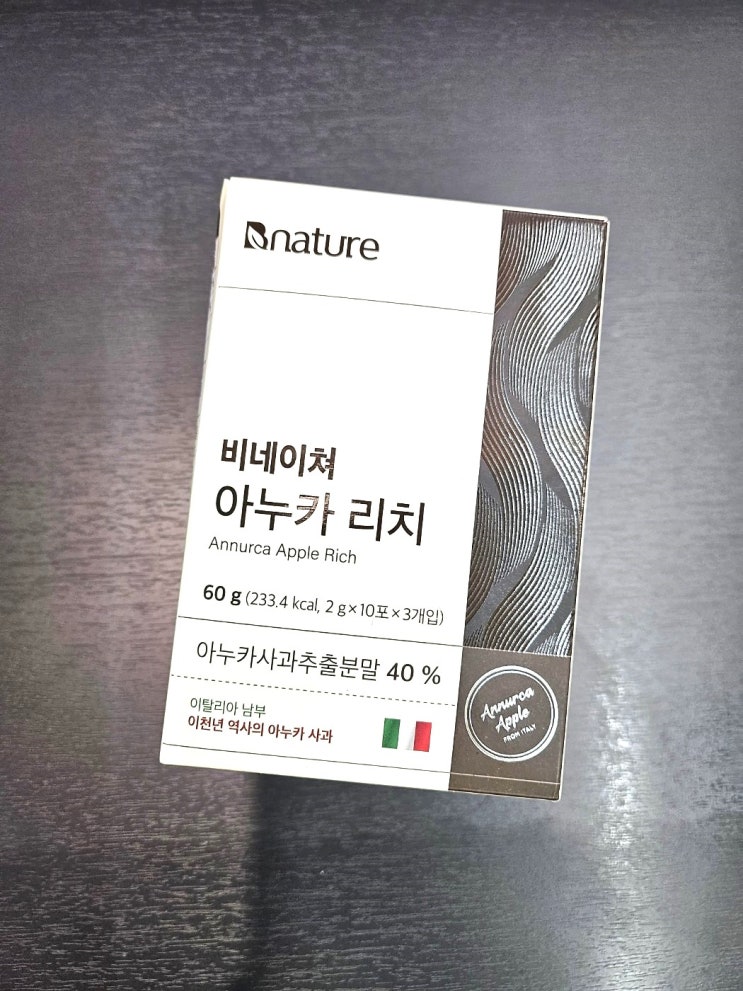 Bnature
비네이쳐
아누카 리치
Annurca Apple Rich
60 g (233.4 kcal, 2 g×10포×3개입)
아누카사과추출분말 40 %
이탈리아 남부
이천년 역사의 아누카 사과
Annurca
Apple
FROM ITALY